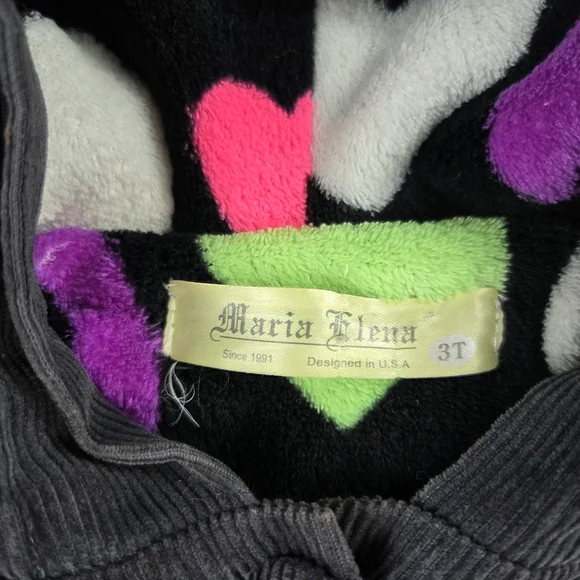 Maria Elena
Since 1991 Designed in U.S.A 3T